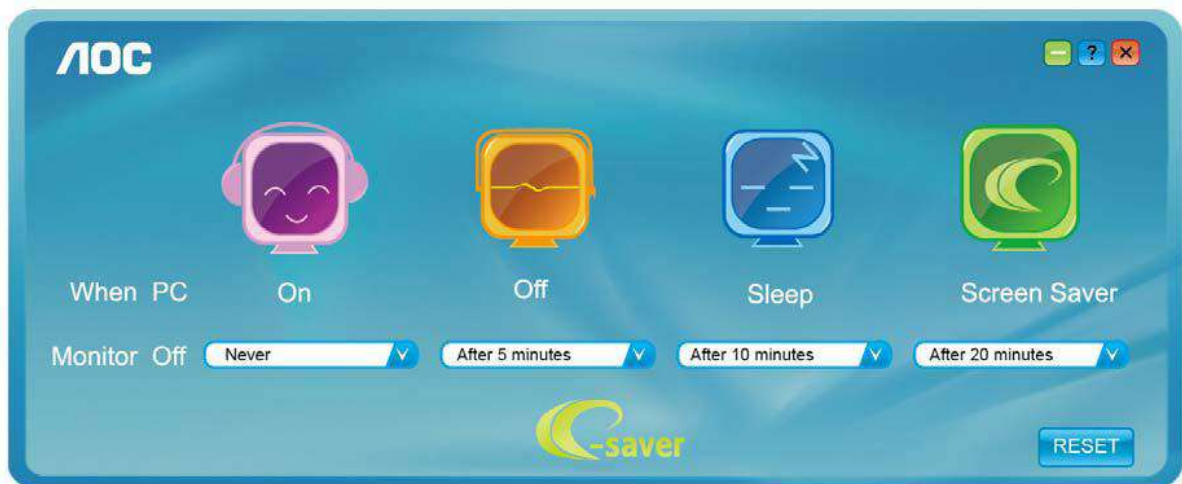 AOC
?
When PC On Off Sleep Screen Saver
Monitor Off Never After 5 minutes After 10 minutes After 20 minutes
e-saver
RESET